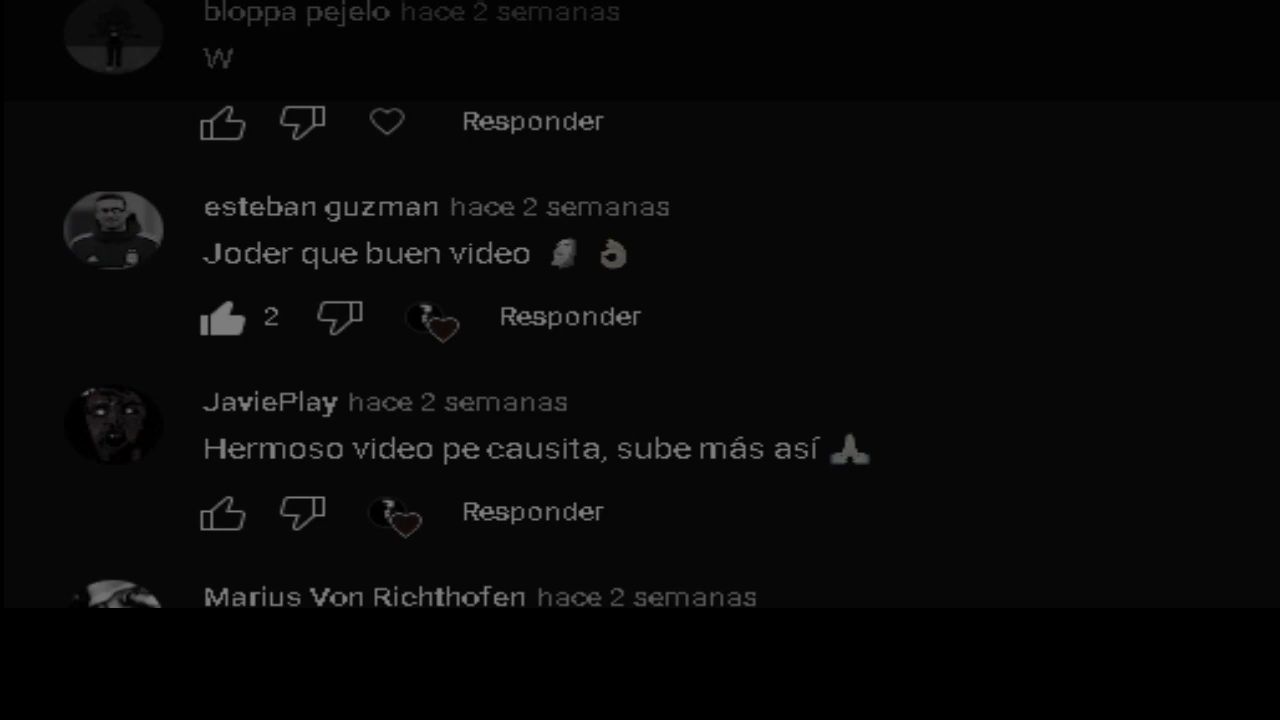 bloppa pejelo hace 2 semanas
W
Responder
esteban guzman hace 2 semanas
Joder que buen video 🗿 👌
2 Responder
JaviePlay hace 2 semanas
Hermoso video pe causita, sube más así 🙏
Responder
Marius Von Richthofen hace 2 semanas